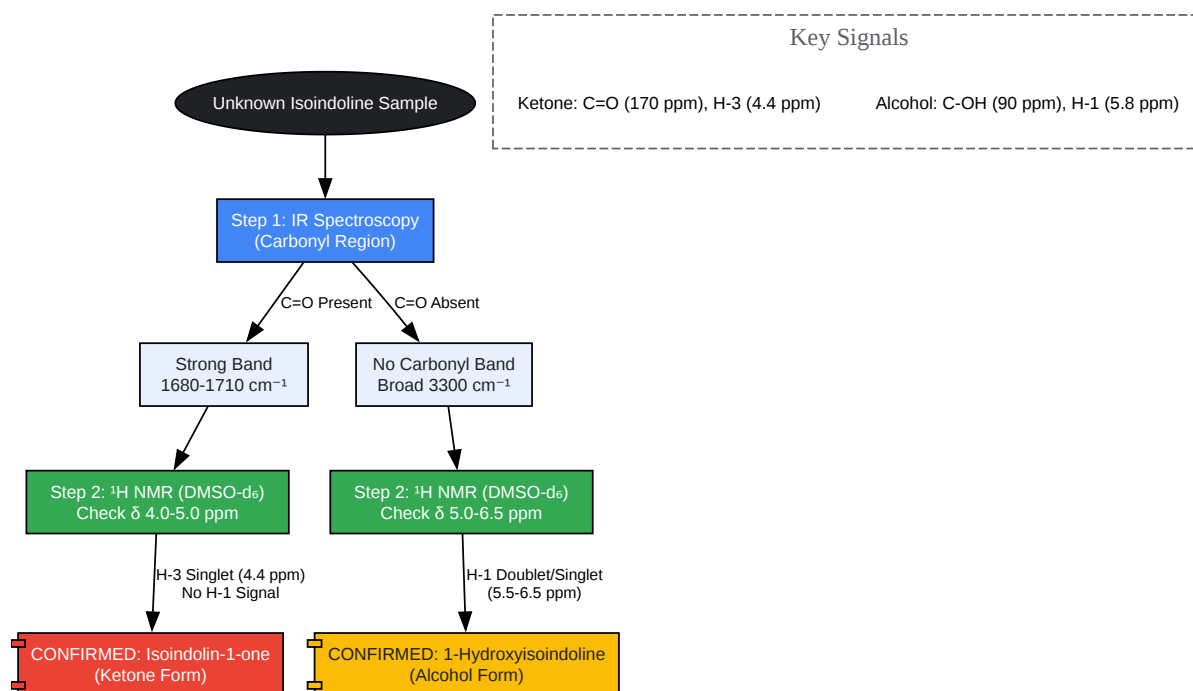 Key Signals
Unknown Isoindoline Sample
Ketone: C=O (170 ppm), H-3 (4.4 ppm)
Alcohol: C-OH (90 ppm), H-1 (5.8 ppm)
Step 1: IR Spectroscopy
(Carbonyl Region)
C=O Present
C=O Absent
Strong Band
1680-1710 cm⁻¹
No Carbonyl Band
Broad 3300 cm⁻¹
Step 2: ¹H NMR (DMSO-d₆)
Check δ 4.0-5.0 ppm
Step 2: ¹H NMR (DMSO-d₆)
Check δ 5.0-6.5 ppm
H-3 Singlet (4.4 ppm)
No H-1 Signal
H-1 Doublet/Singlet
(5.5-6.5 ppm)
CONFIRMED: Isoindolin-1-one
(Ketone Form)
CONFIRMED: 1-Hydroxyisoindoline
(Alcohol Form)